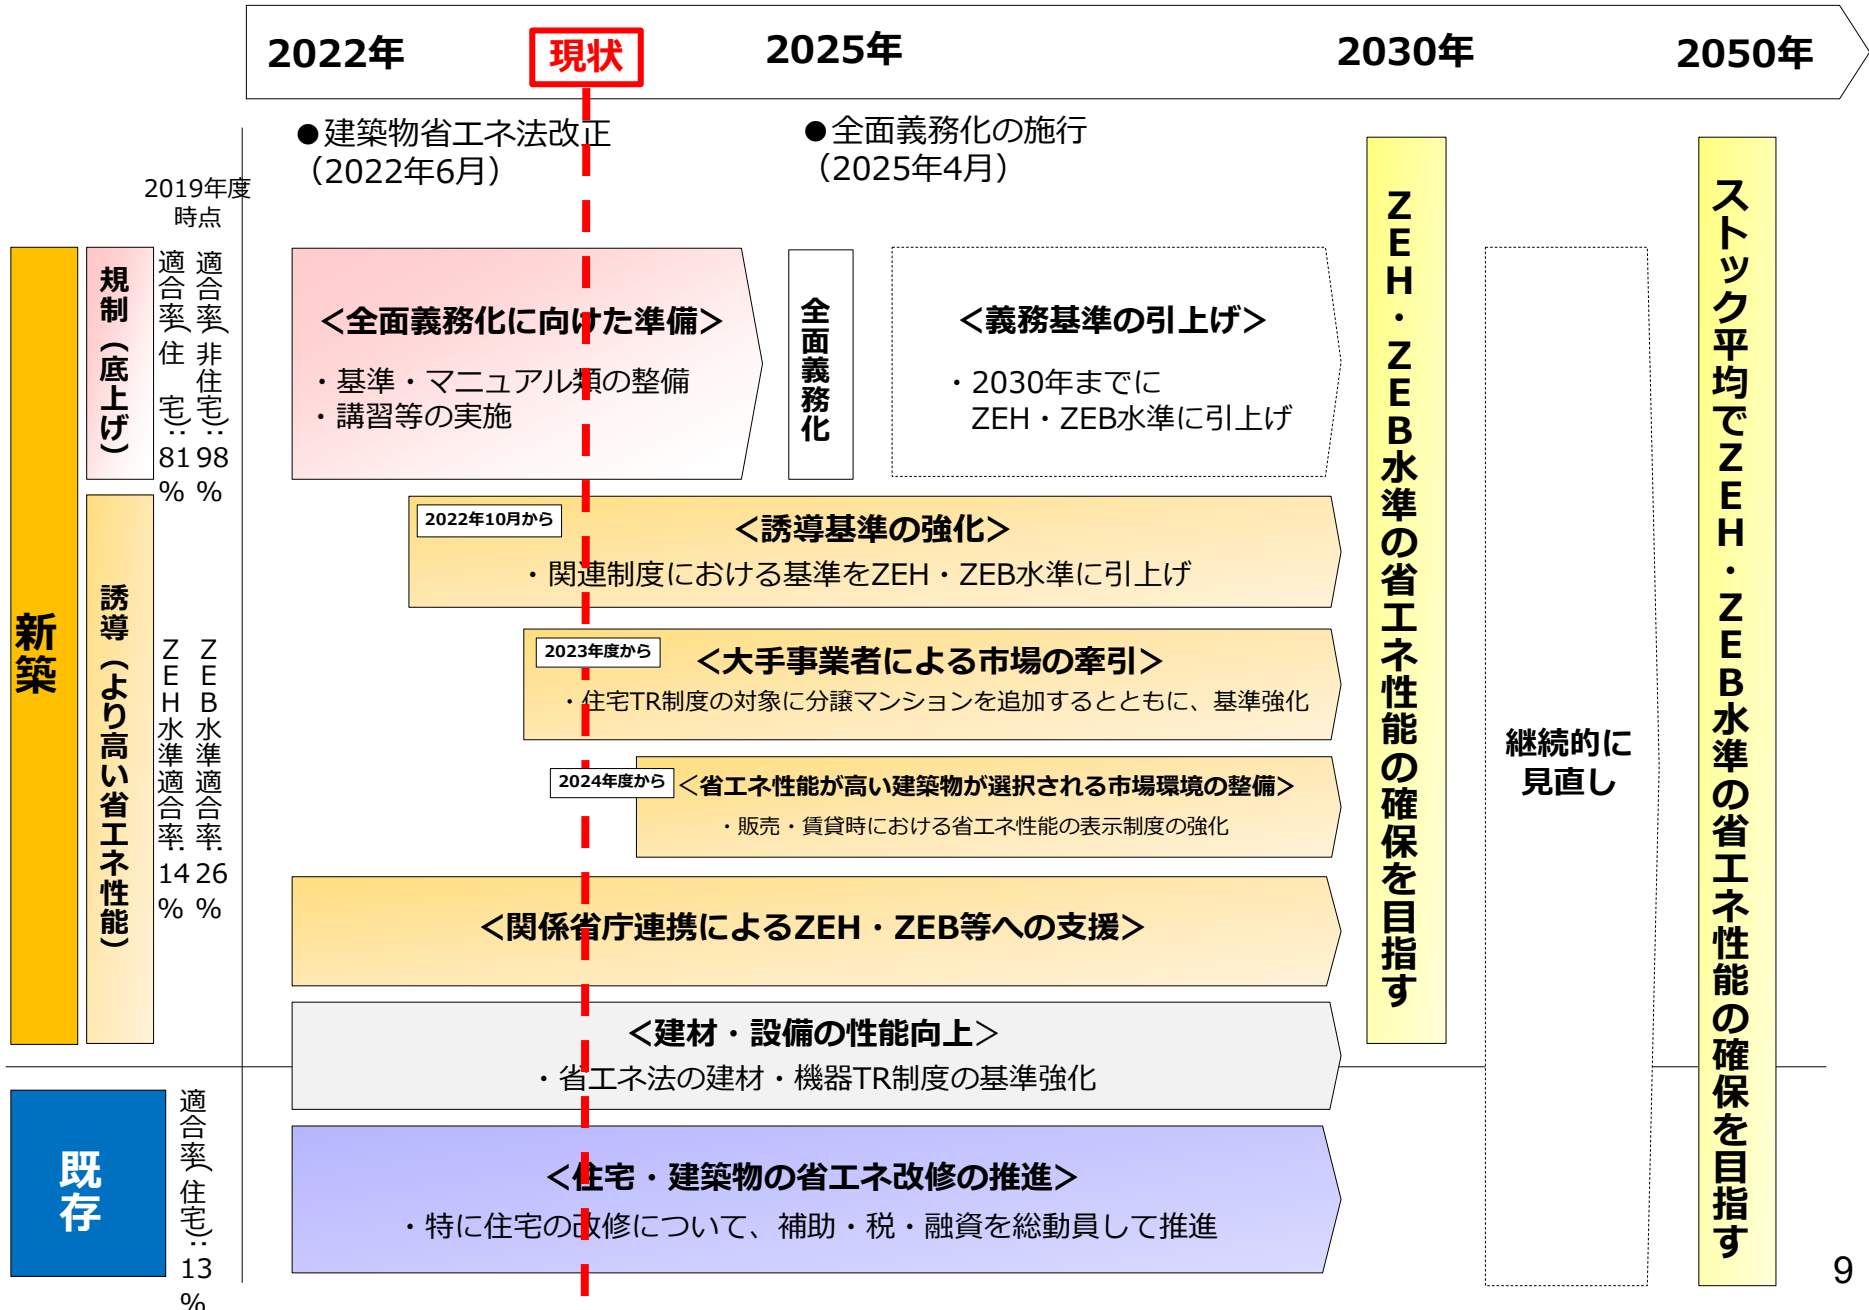 2022年
現状
2025年
2030年
2050年
●建築物省エネ法改正
（2022年6月）
●全面義務化の施行
（2025年4月）
2019年度
時点
新築
規制（底上げ）
適合率（住　宅）：81%
適合率（非住宅）：98%
＜全面義務化に向けた準備＞
・基準・マニュアル類の整備
・講習等の実施
全面義務化
＜義務基準の引上げ＞
・2030年までに
ZEH・ZEB水準に引上げ
誘導（より高い省エネ性能）
ZEH水準適合率：14%
ZEB水準適合率：26%
2022年10月から
＜誘導基準の強化＞
・関連制度における基準をZEH・ZEB水準に引上げ
2023年度から
＜大手事業者による市場の牽引＞
・住宅TR制度の対象に分譲マンションを追加するとともに、基準強化
2024年度から
＜省エネ性能が高い建築物が選択される市場環境の整備＞
・販売・賃貸時における省エネ性能の表示制度の強化
＜関係省庁連携によるZEH・ZEB等への支援＞
＜建材・設備の性能向上＞
・省エネ法の建材・機器TR制度の基準強化
既存
適合率（住宅）：13%
＜住宅・建築物の省エネ改修の推進＞
・特に住宅の改修について、補助・税・融資を総動員して推進
ZEH・ZEB水準の省エネ性能の確保を目指す
継続的に
見直し
ストック平均でZEH・ZEB水準の省エネ性能の確保を目指す
9